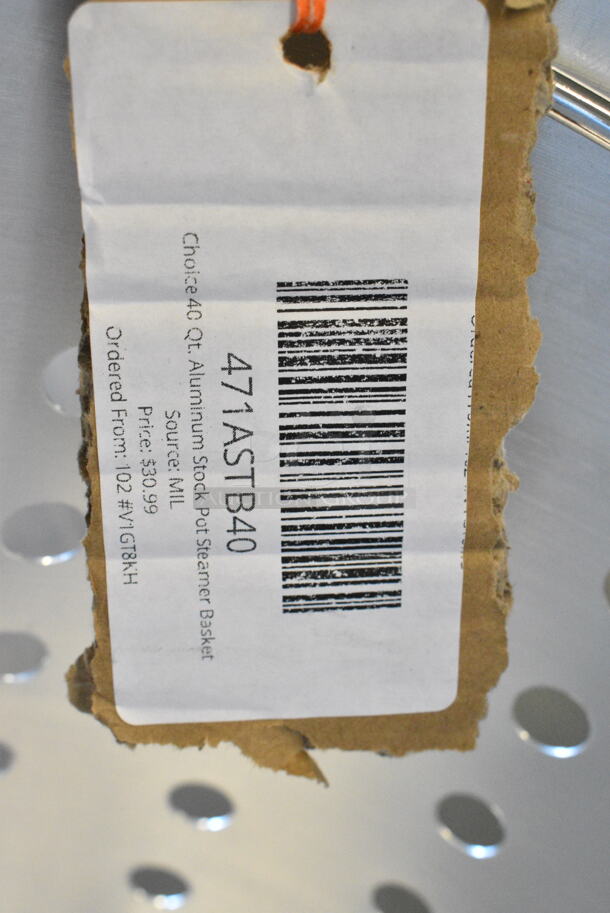 471ASTB40
Choice 40 Qt. Aluminum Stock Pot Steamer Basket
Source: MIL
Price: $30.99
Ordered From: 102 #V1GT8KH